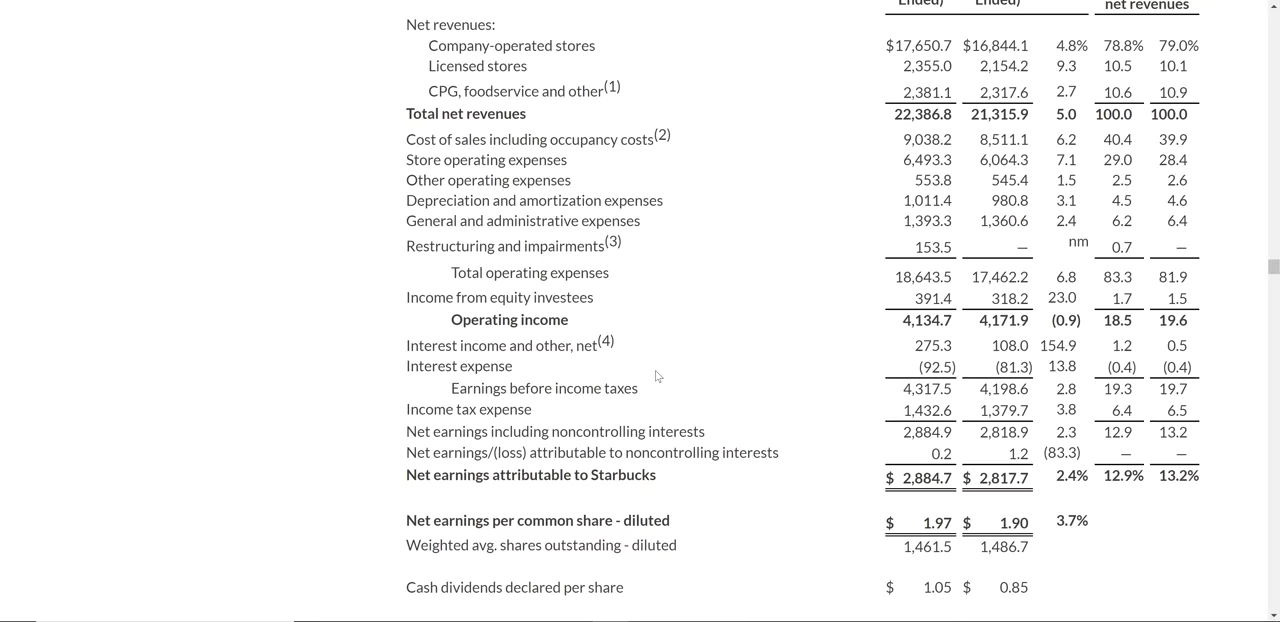 Ended) Ended)
net revenues
Net revenues:
Company-operated stores $17,650.7 $16,844.1 4.8% 78.8% 79.0%
Licensed stores 2,355.0 2,154.2 9.3 10.5 10.1
CPG, foodservice and other(1) 2,381.1 2,317.6 2.7 10.6 10.9
Total net revenues 22,386.8 21,315.9 5.0 100.0 100.0
Cost of sales including occupancy costs(2) 9,038.2 8,511.1 6.2 40.4 39.9
Store operating expenses 6,493.3 6,064.3 7.1 29.0 28.4
Other operating expenses 553.8 545.4 1.5 2.5 2.6
Depreciation and amortization expenses 1,011.4 980.8 3.1 4.5 4.6
General and administrative expenses 1,393.3 1,360.6 2.4 6.2 6.4
Restructuring and impairments(3) 153.5 — nm 0.7 —
Total operating expenses 18,643.5 17,462.2 6.8 83.3 81.9
Income from equity investees 391.4 318.2 23.0 1.7 1.5
Operating income 4,134.7 4,171.9 (0.9) 18.5 19.6
Interest income and other, net(4) 275.3 108.0 154.9 1.2 0.5
Interest expense (92.5) (81.3) 13.8 (0.4) (0.4)
Earnings before income taxes 4,317.5 4,198.6 2.8 19.3 19.7
Income tax expense 1,432.6 1,379.7 3.8 6.4 6.5
Net earnings including noncontrolling interests 2,884.9 2,818.9 2.3 12.9 13.2
Net earnings/(loss) attributable to noncontrolling interests 0.2 1.2 (83.3) — —
Net earnings attributable to Starbucks $ 2,884.7 $ 2,817.7 2.4% 12.9% 13.2%
Net earnings per common share - diluted $ 1.97 $ 1.90 3.7%
Weighted avg. shares outstanding - diluted 1,461.5 1,486.7
Cash dividends declared per share $ 1.05 $ 0.85